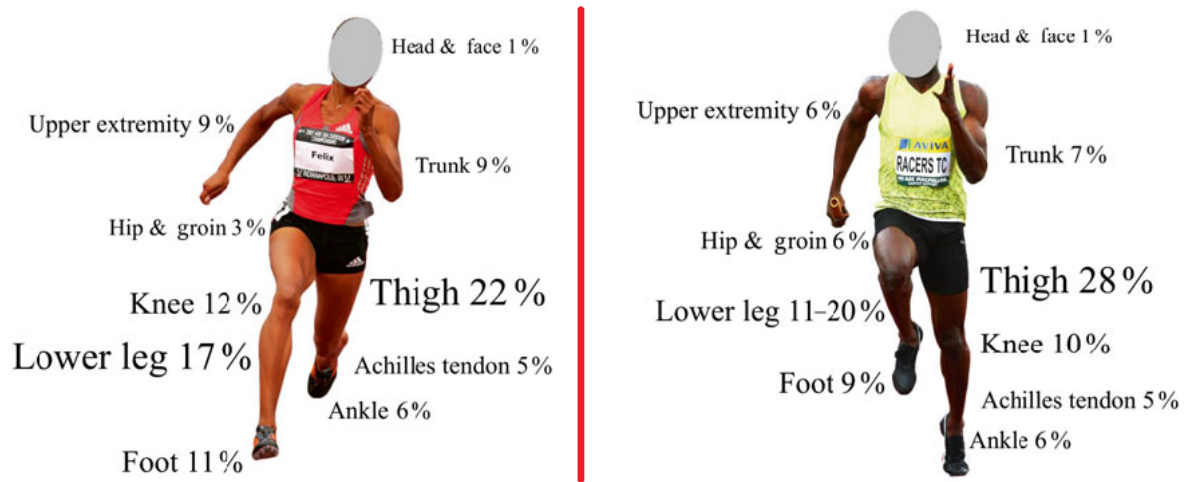 Head & face 1 %
Upper extremity 9 %
Felix
INDIANAPOLIS
Trunk 9 %
Hip & groin 3 %
Knee 12 %
Thigh 22 %
Lower leg 17 %
Achilles tendon 5 %
Ankle 6 %
Foot 11 %
Head & face 1 %
Upper extremity 6 %
AVIVA
RACERS TC
Trunk 7 %
Hip & groin 6 %
Thigh 28 %
Lower leg 11–20 %
Knee 10 %
Foot 9 %
Achilles tendon 5 %
Ankle 6 %